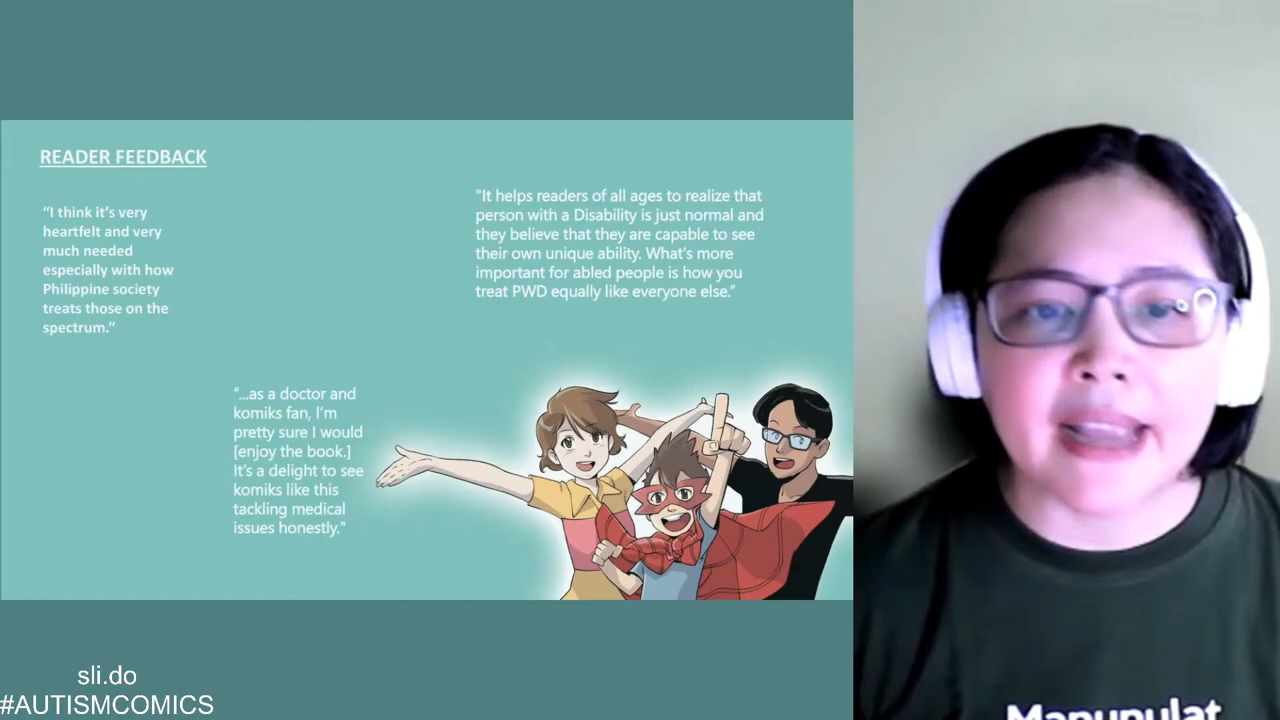 READER FEEDBACK
“I think it’s very
heartfelt and very
much needed
especially with how
Philippine society
treats those on the
spectrum.”
"It helps readers of all ages to realize that
person with a Disability is just normal and
they believe that they are capable to see
their own unique ability. What's more
important for abled people is how you
treat PWD equally like everyone else.”
“...as a doctor and
komiks fan, I’m
pretty sure I would
[enjoy the book.]
It’s a delight to see
komiks like this
tackling medical
issues honestly."
sli.do
#AUTISMCOMICS
Manunulat